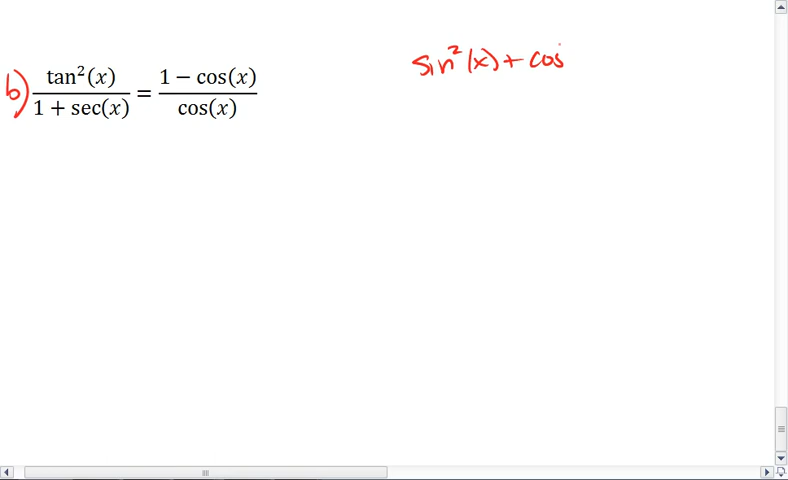 b) tan²(x) / (1 + sec(x)) = (1 − cos(x)) / cos(x)
sin²(x) + cos